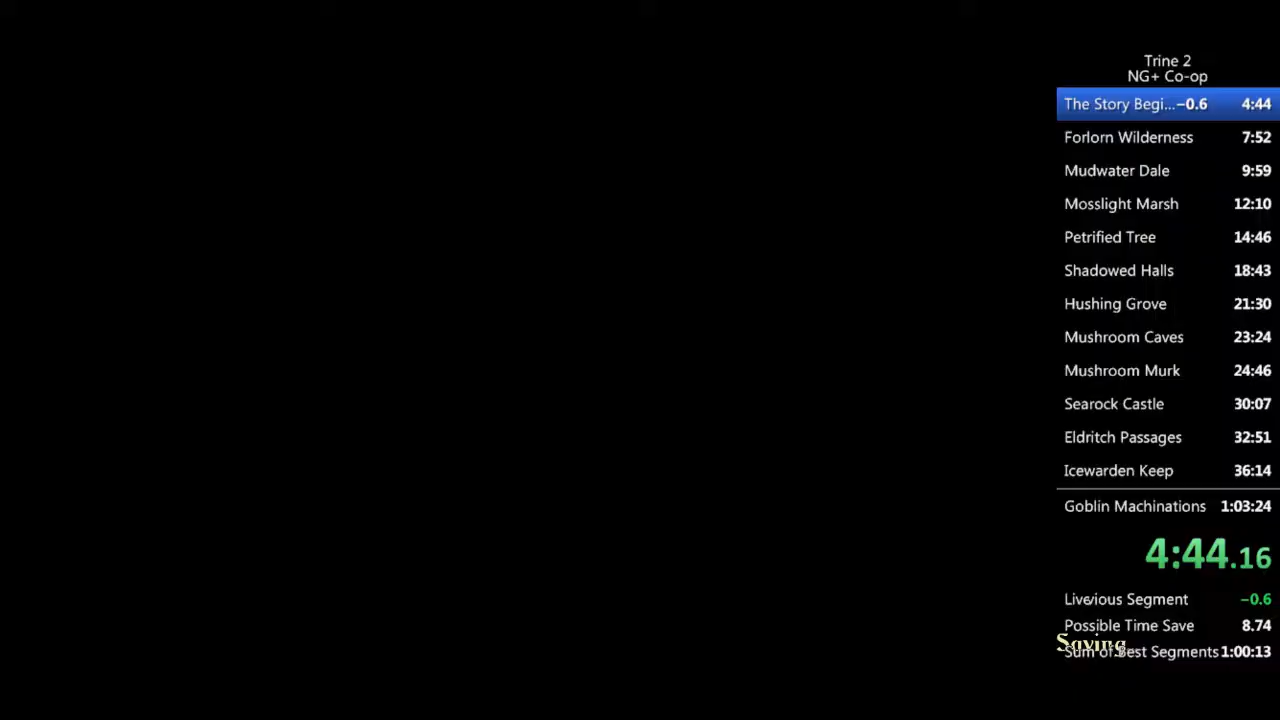 Trine 2
NG+ Co-op
The Story Begi...−0.6 4:44
Forlorn Wilderness 7:52
Mudwater Dale 9:59
Mosslight Marsh 12:10
Petrified Tree 14:46
Shadowed Halls 18:43
Hushing Grove 21:30
Mushroom Caves 23:24
Mushroom Murk 24:46
Searock Castle 30:07
Eldritch Passages 32:51
Icewarden Keep 36:14
Goblin Machinations 1:03:24
4:44.16
Segment −0.6
Possible Time Save 8.74
Saving
Sum of Best Segments 1:00:13